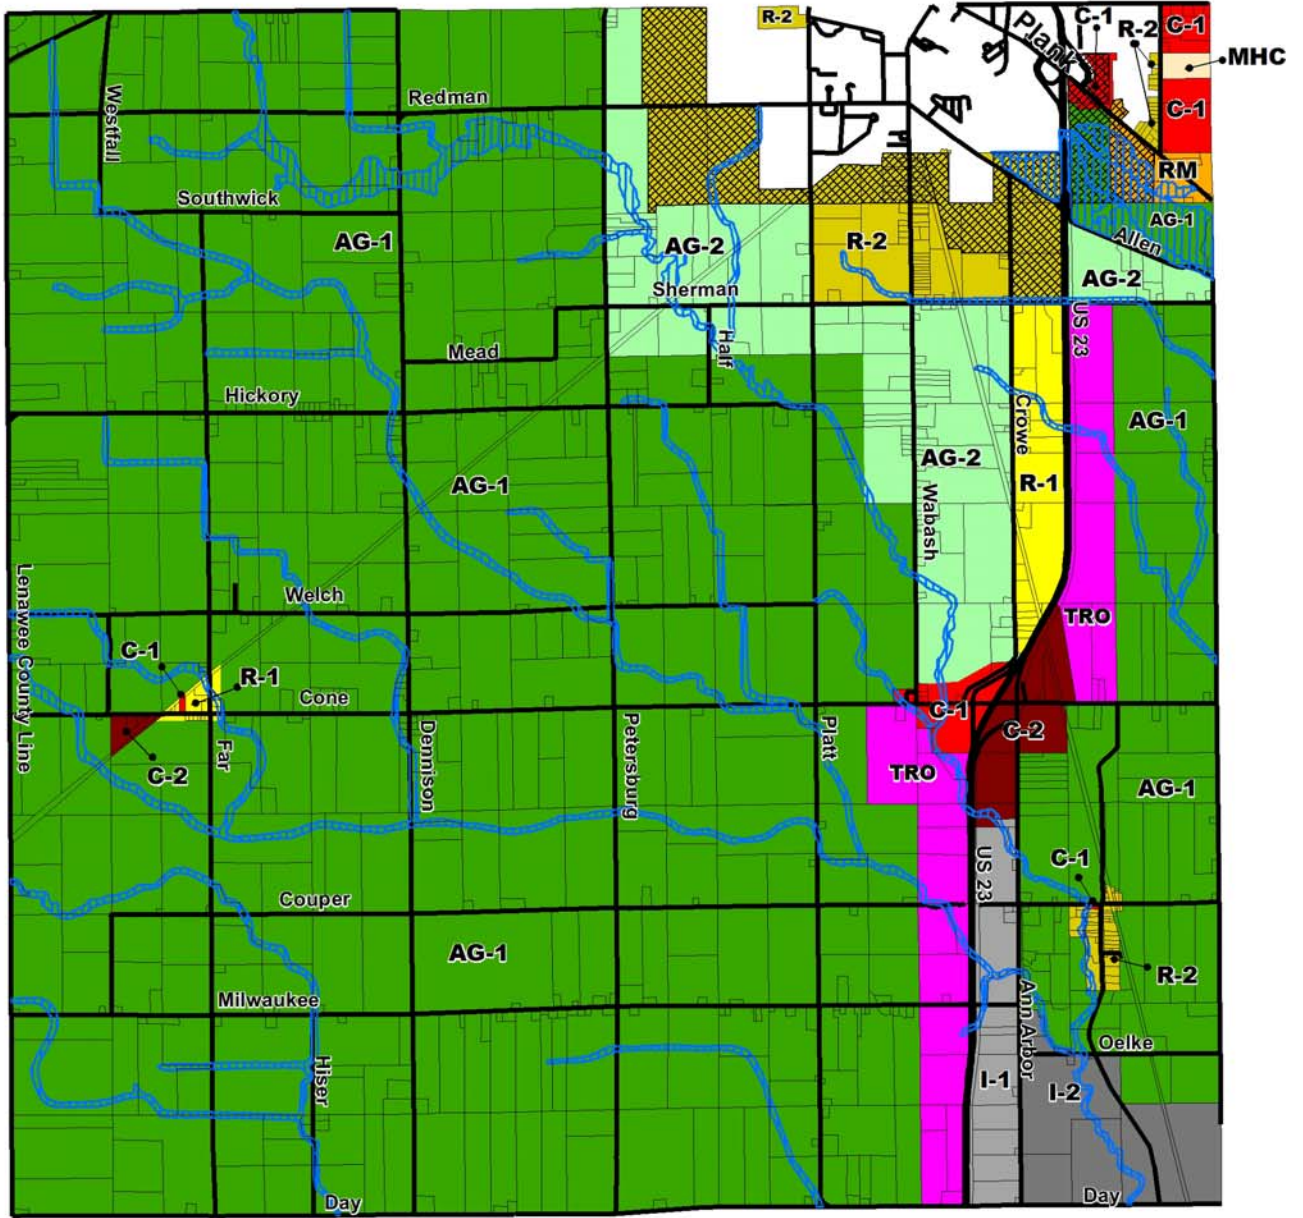 R-2
Plank
C-1
R-2
C-1
MHC
C-1
Redman
Westfall
Southwick
RM
AG-1
Allen
AG-1
AG-2
R-2
AG-2
Sherman
US 23
Mead
Half
Hickory
Crowe
AG-1
AG-2
AG-1
R-1
Wabash
Lenawee County Line
Welch
TRO
C-1
R-1
Cone
C-1
C-2
Far
Dennison
Petersburg
Platt
C-2
TRO
AG-1
US 23
C-1
Couper
AG-1
R-2
Milwaukee
Ann Arbor
Oelke
Hiser
I-1
I-2
Day
Day